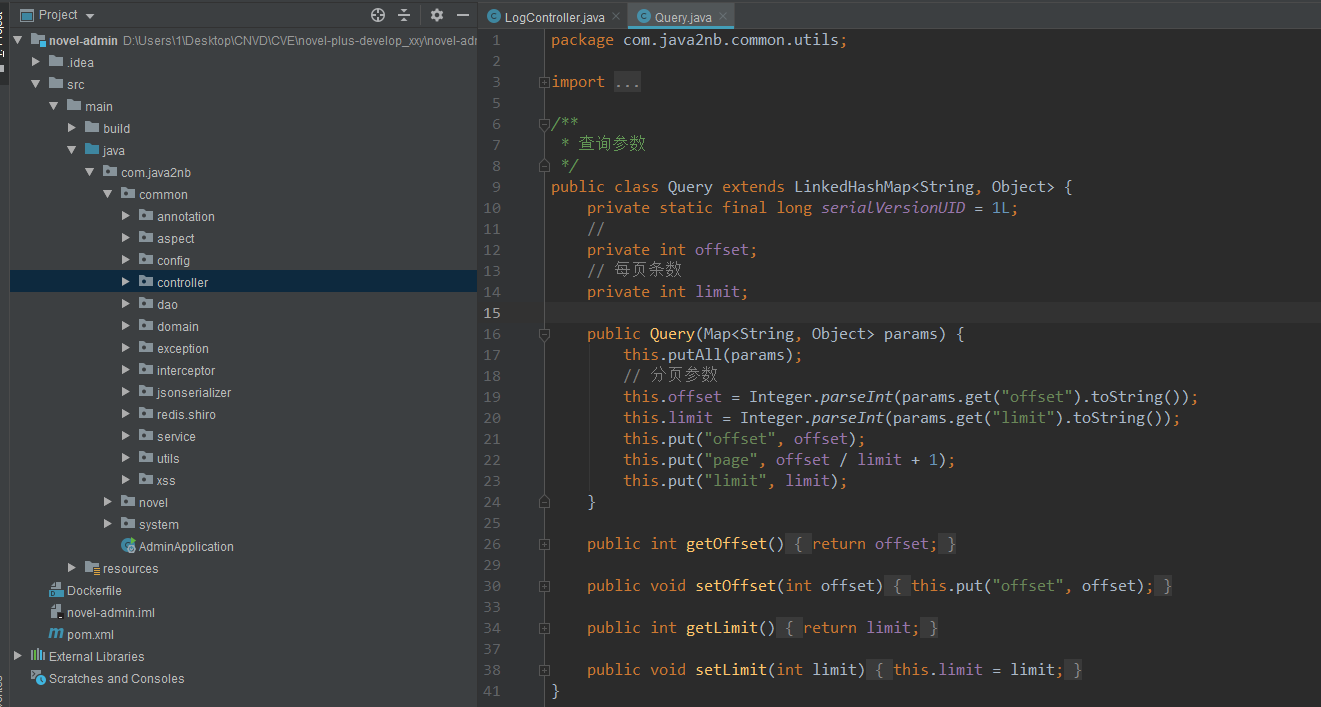 Project
novel-admin D:\Users\1\Desktop\CNVD\CVE\novel-plus-develop_xxy\novel-adm
.idea
src
main
build
java
com.java2nb
common
annotation
aspect
config
controller
dao
domain
exception
interceptor
jsonserializer
redis.shiro
service
utils
xss
novel
system
AdminApplication
resources
Dockerfile
novel-admin.iml
pom.xml
External Libraries
Scratches and Consoles
LogController.java
Query.java
1 package com.java2nb.common.utils;
2
3 import ...
5
6 /**
7 * 查询参数
8 */
9 public class Query extends LinkedHashMap<String, Object> {
10 private static final long serialVersionUID = 1L;
11 //
12 private int offset;
13 // 每页条数
14 private int limit;
15
16 public Query(Map<String, Object> params) {
17 this.putAll(params);
18 // 分页参数
19 this.offset = Integer.parseInt(params.get("offset").toString());
20 this.limit = Integer.parseInt(params.get("limit").toString());
21 this.put("offset", offset);
22 this.put("page", offset / limit + 1);
23 this.put("limit", limit);
24 }
25
26 public int getOffset() { return offset; }
29
30 public void setOffset(int offset) { this.put("offset", offset); }
33
34 public int getLimit() { return limit; }
37
38 public void setLimit(int limit) { this.limit = limit; }
41 }